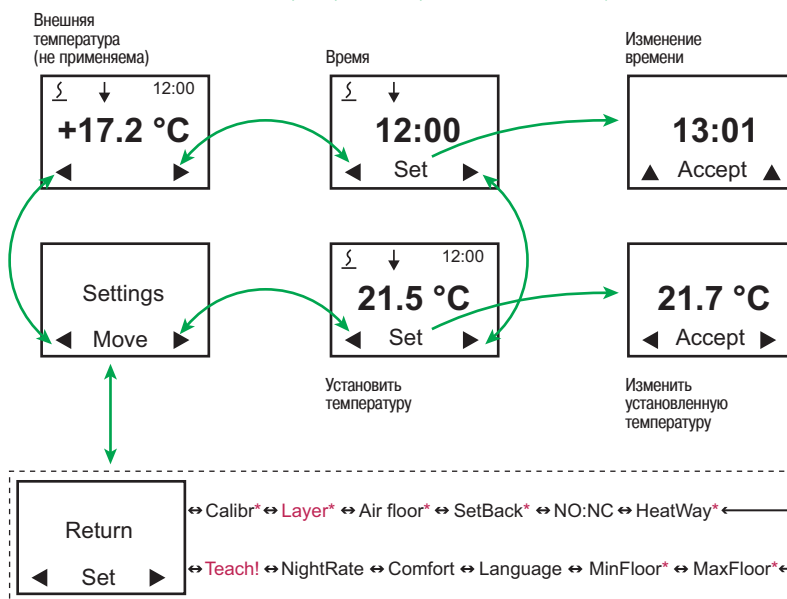 Внешняя
температура
(не применяема)
Время
Изменение
времени
12:00
+17.2 °C
◀ ▶
12:00
◀ Set ▶
13:01
▲ Accept ▲
Settings
◀ Move ▶
12:00
21.5 °C
◀ Set ▶
21.7 °C
◀ Accept ▶
Установить
температуру
Изменить
установленную
температуру
Return
◀ Set ▶
↔ Calibr* ↔ Layer* ↔ Air floor* ↔ SetBack* ↔ NO:NC ↔ HeatWay* ←
↔ Teach! ↔ NightRate ↔ Comfort ↔ Language ↔ MinFloor* ↔ MaxFloor* ←